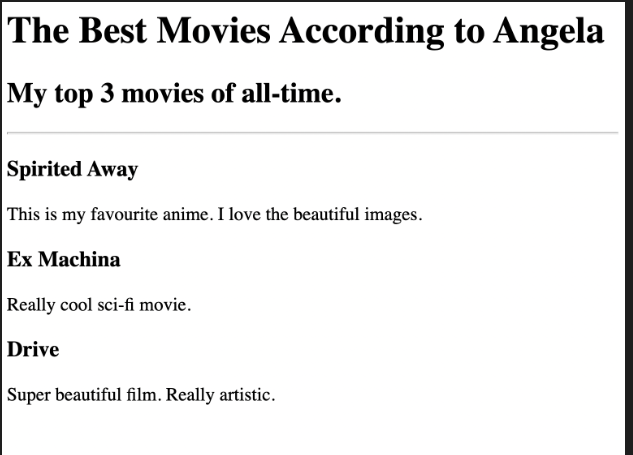 The Best Movies According to Angela
My top 3 movies of all-time.
Spirited Away
This is my favourite anime. I love the beautiful images.
Ex Machina
Really cool sci-fi movie.
Drive
Super beautiful film. Really artistic.